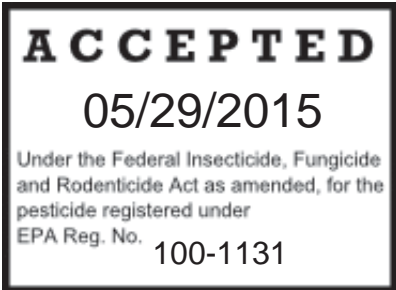 ACCEPTED
05/29/2015
Under the Federal Insecticide, Fungicide
and Rodenticide Act as amended, for the
pesticide registered under
EPA Reg. No. 100-1131